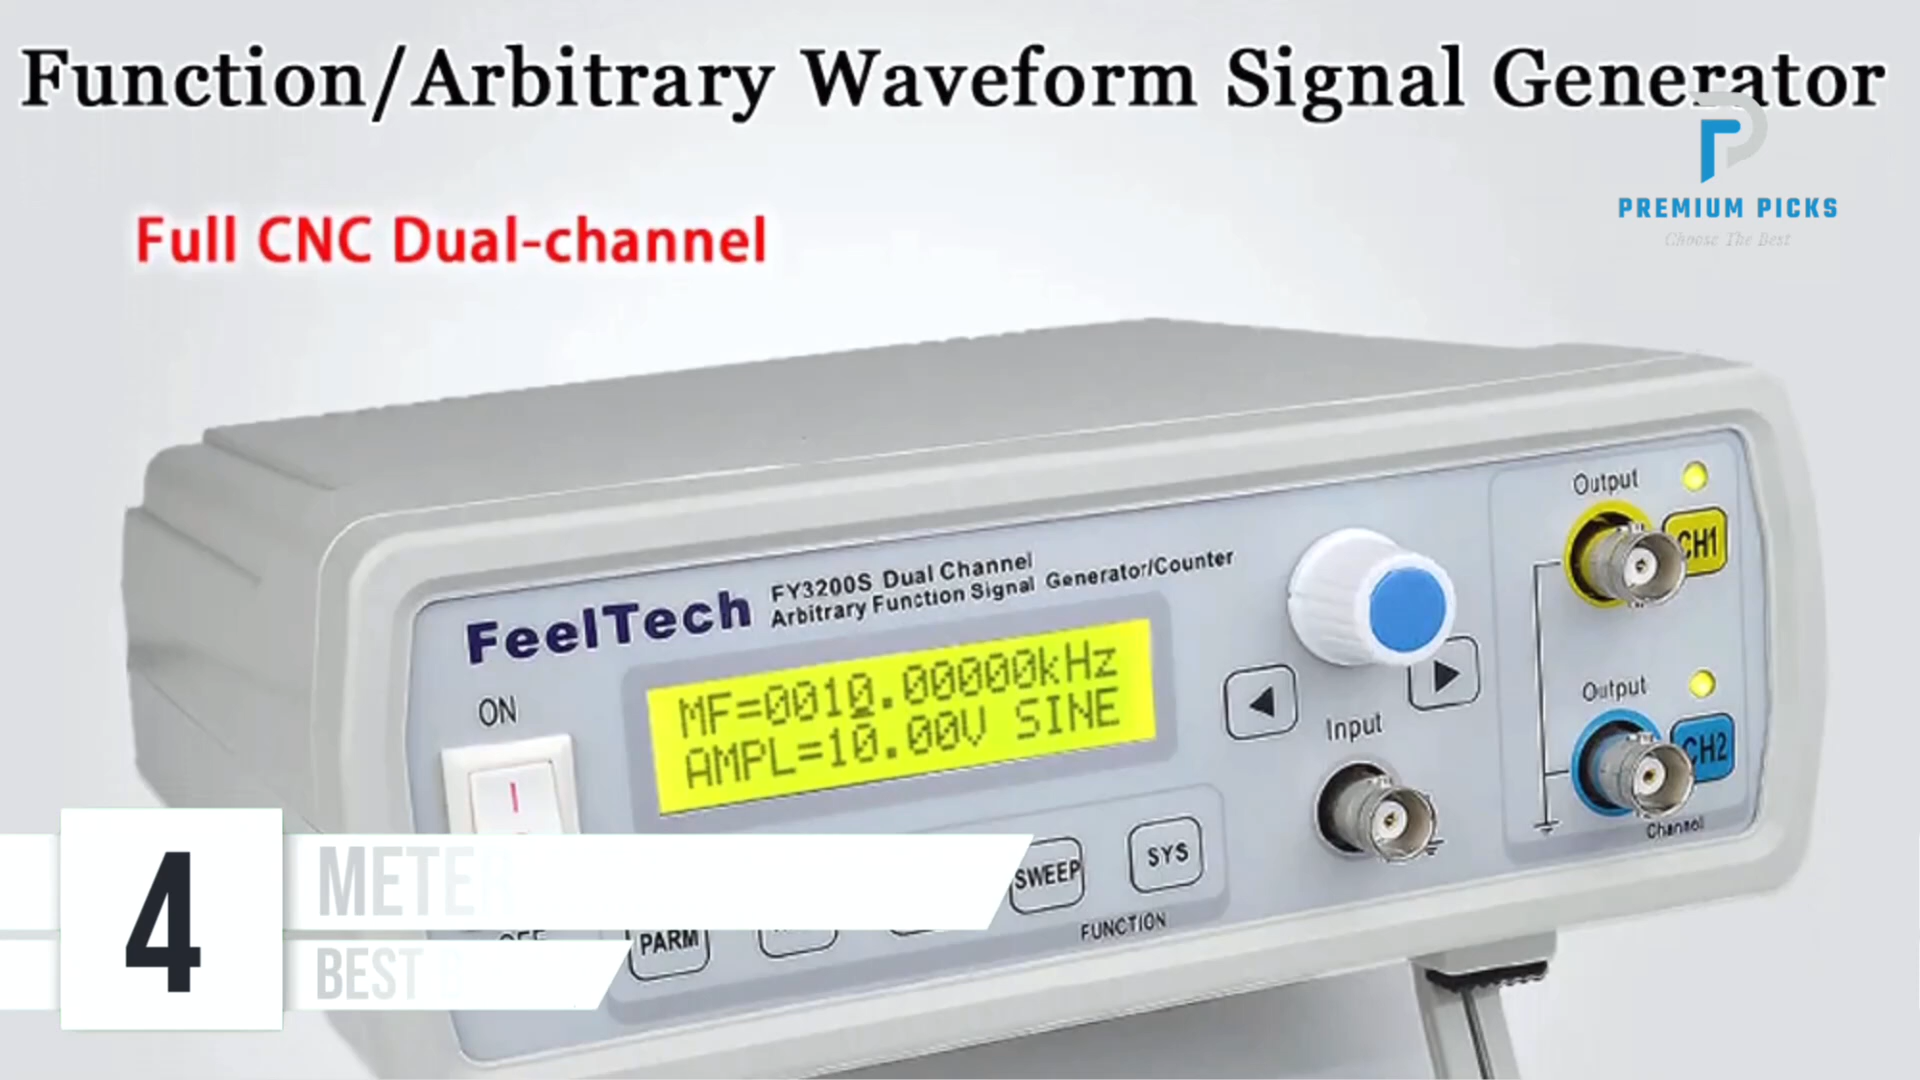 Function/Arbitrary Waveform Signal Generator
PREMIUM PICKS
Choose The Best
Full CNC Dual-channel
FeelTech
FY3200S Dual Channel
Arbitrary Function Signal Generator/Counter
MF=0010.00000kHz
AMPL=10.00V SINE
ON
OFF
Output
CH1
Output
CH2
Channel
Input
SWEEP
SYS
PARM
FUNCTION
4
METE
BEST